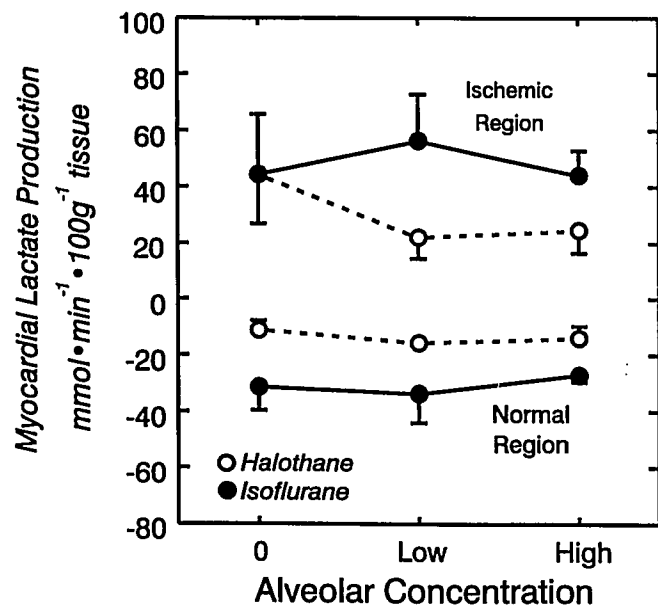 Myocardial Lactate Production
mmol•min⁻¹•100g⁻¹ tissue
100
80
60
40
20
0
-20
-40
-60
-80
Ischemic
Region
Normal
Region
Halothane
Isoflurane
0 Low High
Alveolar Concentration